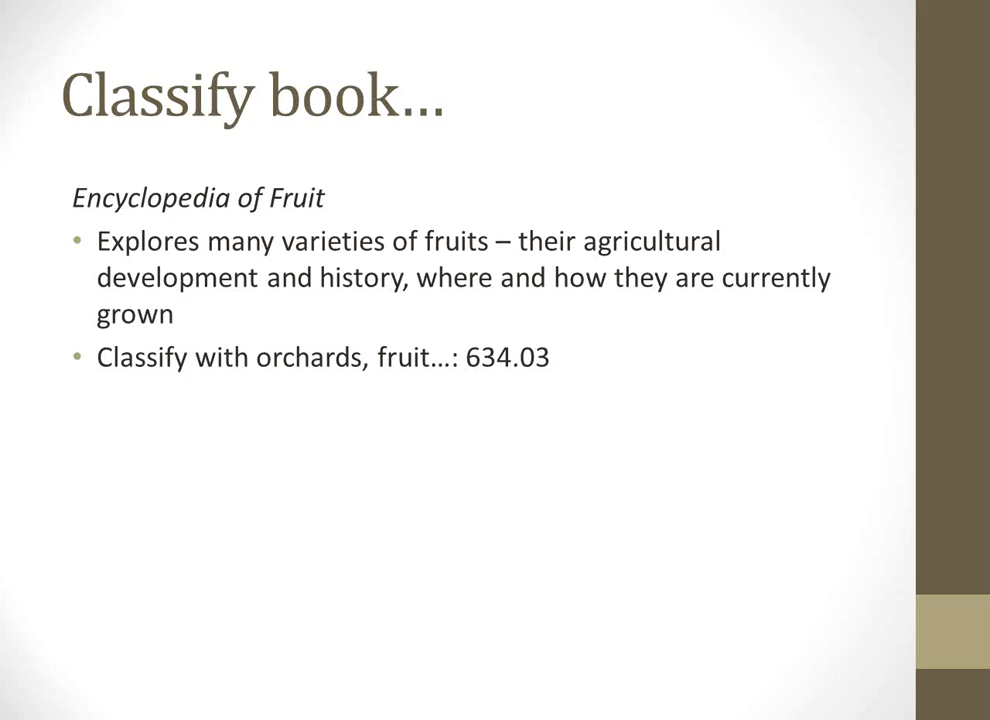 Classify book…
Encyclopedia of Fruit
• Explores many varieties of fruits – their agricultural
development and history, where and how they are currently
grown
• Classify with orchards, fruit…: 634.03